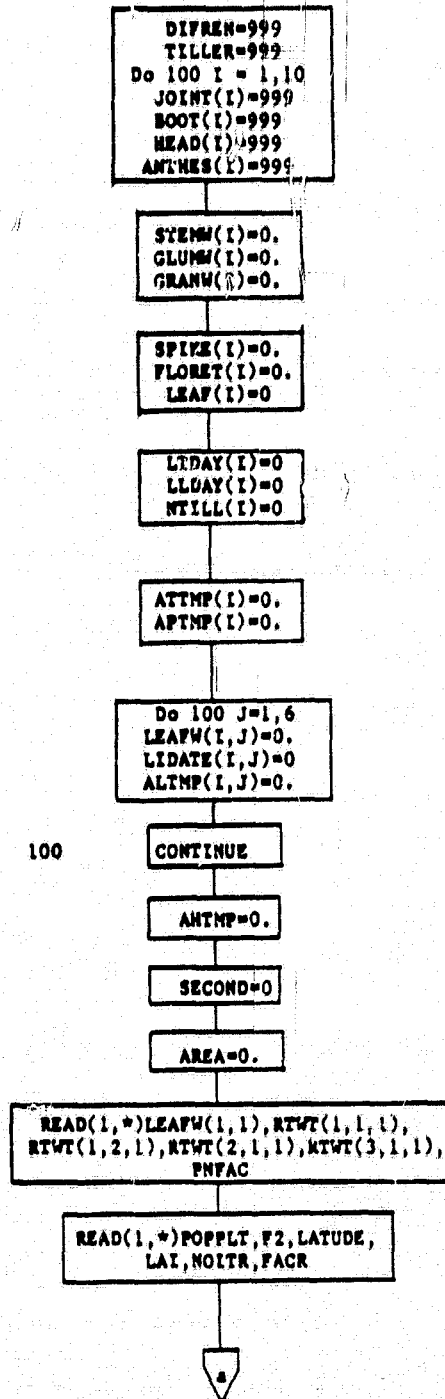 DIFREN=999
TILLER=999
Do 100 I = 1,10
JOINT(I)=999
BOOT(I)=999
HEAD(I)=999
ANTHES(I)=999
STEMW(I)=0.
GLUMW(I)=0.
GRANW(I)=0.
SPIKE(I)=0.
FLORET(I)=0.
LEAF(I)=0
LTDAY(I)=0
LLDAY(I)=0
NTILL(I)=0
ATTMP(I)=0.
APTMP(I)=0.
Do 100 J=1,6
LEAFW(I,J)=0.
LIDATE(I,J)=0
ALTMP(I,J)=0.
100 CONTINUE
AHTMP=0.
SECOND=0
AREA=0.
READ(1,*)LEAFW(1,1),RTWT(1,1,1),
RTWT(1,2,1),RTWT(2,1,1),RTWT(3,1,1),
PNFAC
READ(1,*)POPPLT,F2,LATUDE,
LAI,NOITR,FACR
a